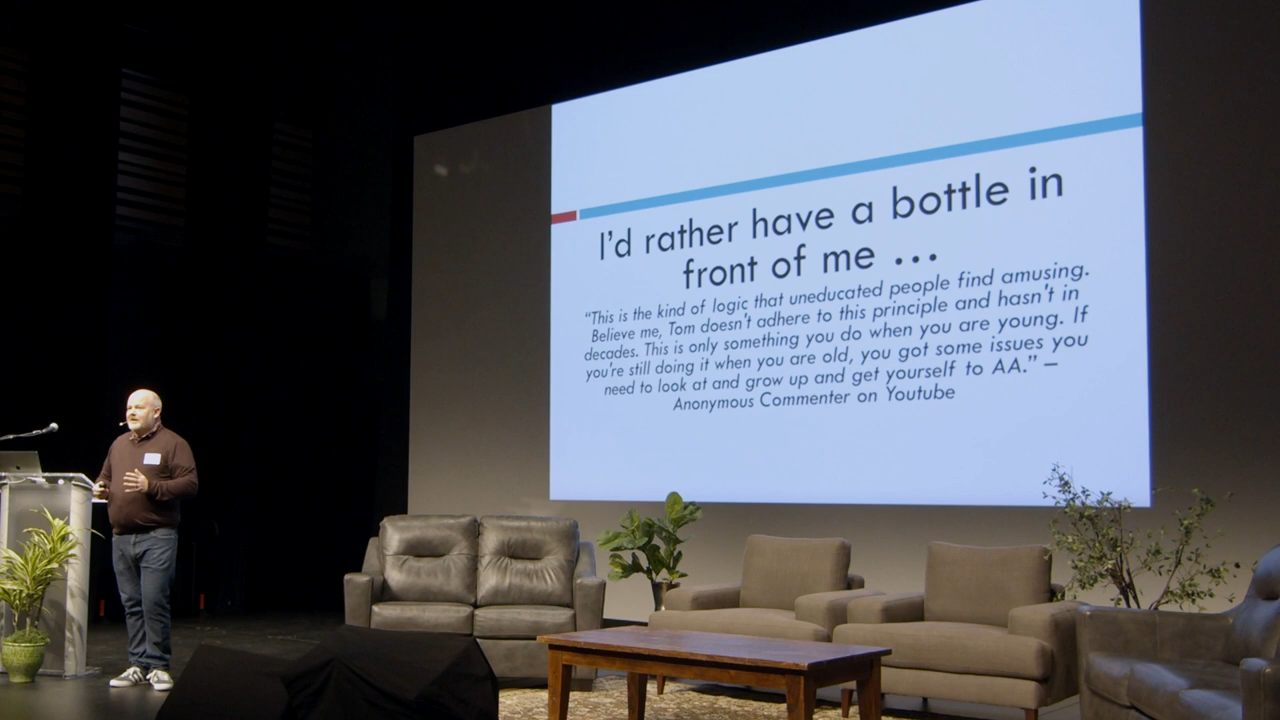 I'd rather have a bottle in
front of me ...
“This is the kind of logic that uneducated people find amusing.
Believe me, Tom doesn't adhere to this principle and hasn't in
decades. This is only something you do when you are young. If
you're still doing it when you are old, you got some issues you
need to look at and grow up and get yourself to AA.” –
Anonymous Commenter on Youtube